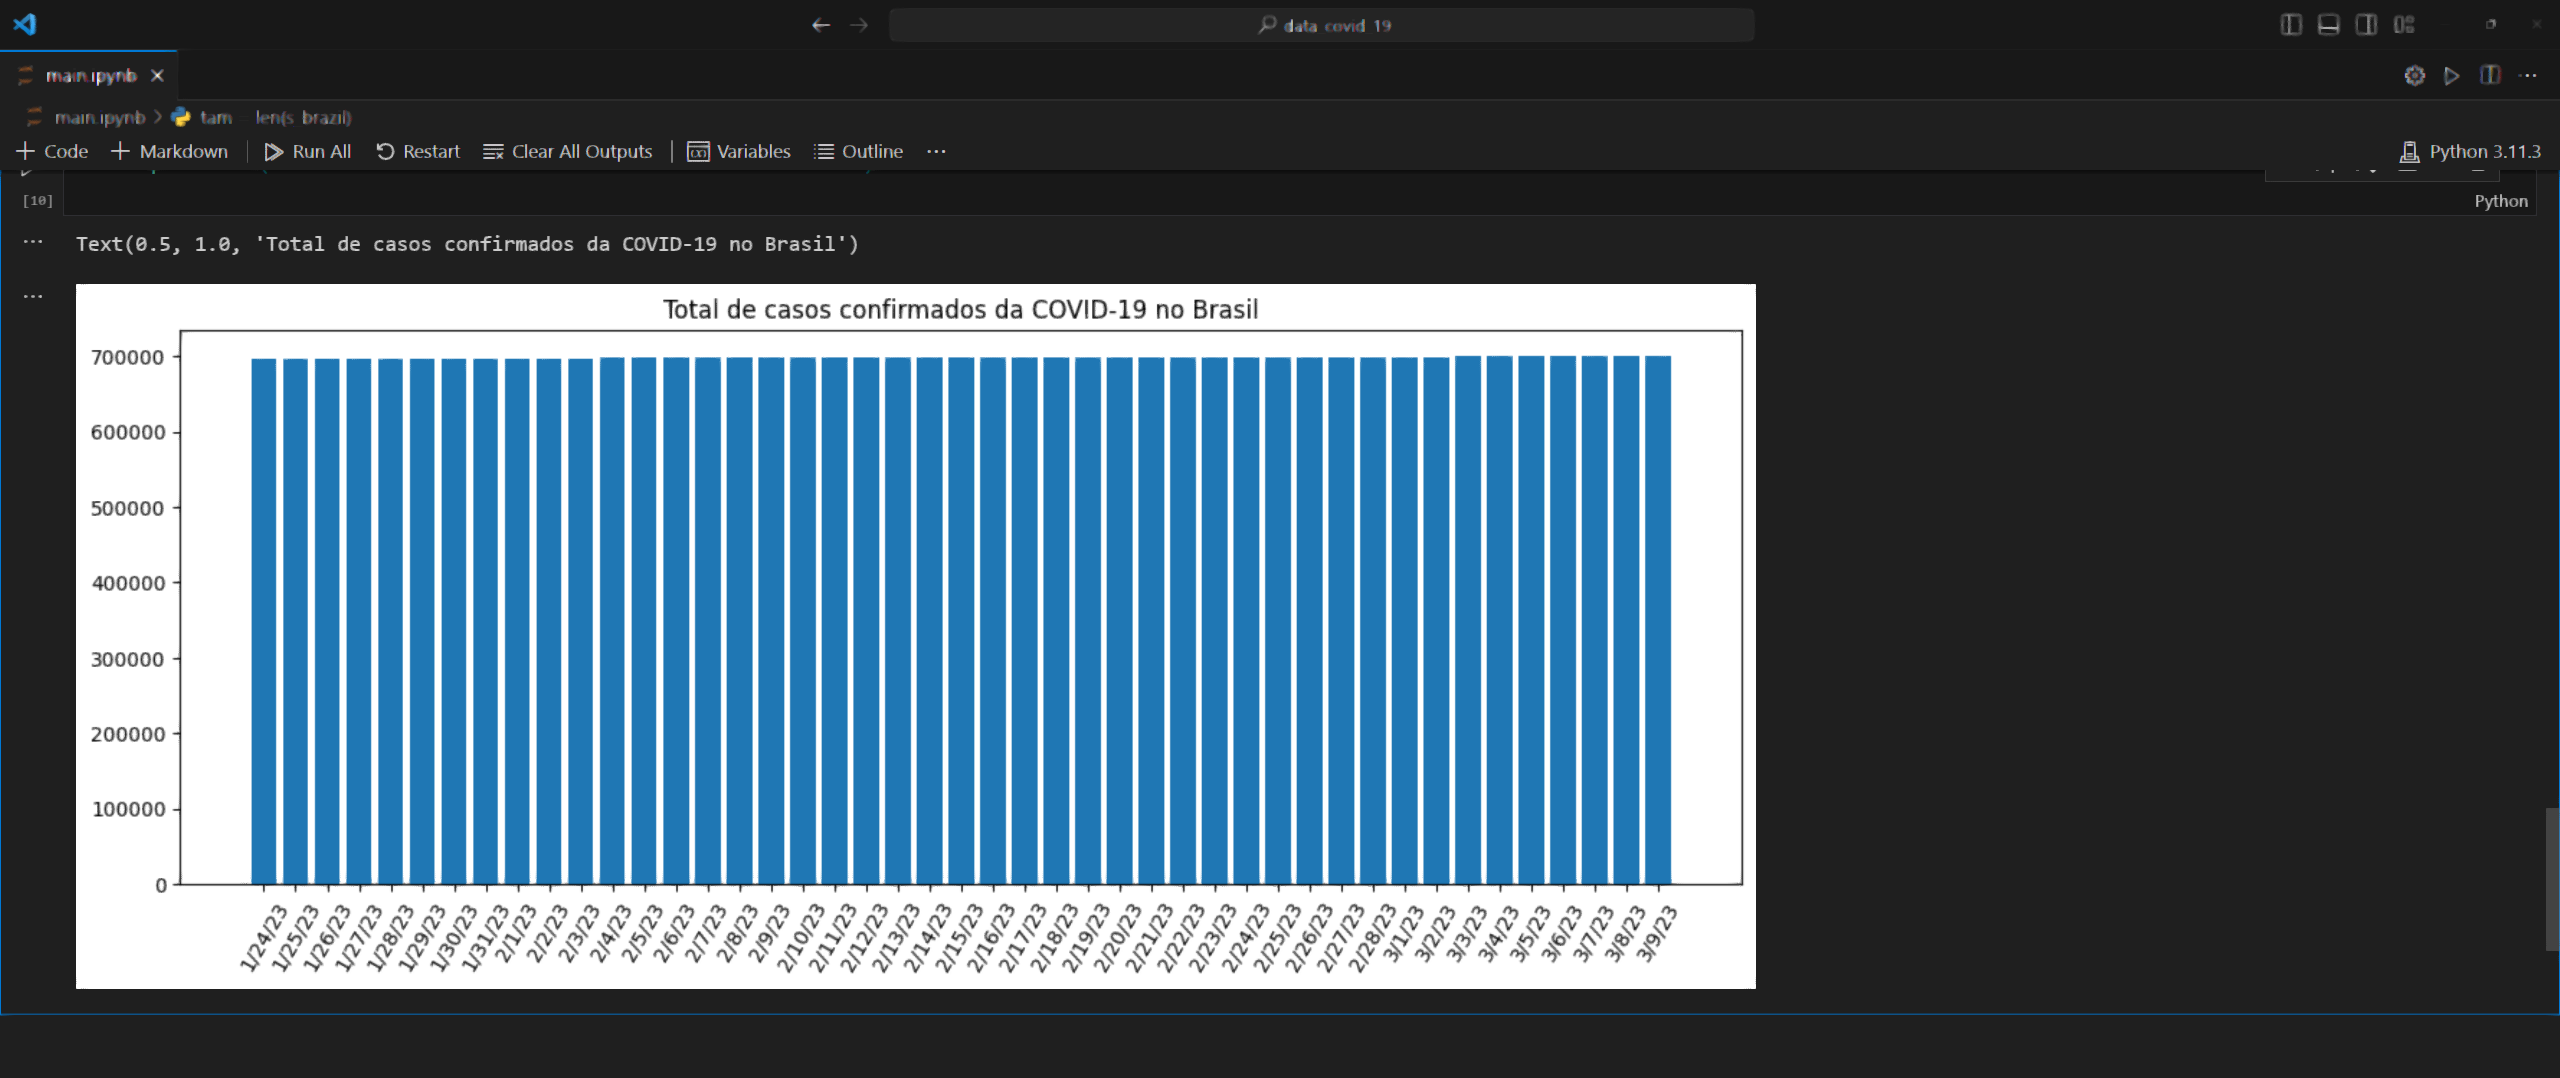 data covid 19
main.ipynb
main.ipynb > tam len(s brazil)
Code Markdown Run All Restart Clear All Outputs Variables Outline ... Python 3.11.3
[10] Python
Text(0.5, 1.0, 'Total de casos confirmados da COVID-19 no Brasil')
Total de casos confirmados da COVID-19 no Brasil
700000
600000
500000
400000
300000
200000
100000
0
1/24/23 1/25/23 1/26/23 1/27/23 1/28/23 1/29/23 1/30/23 1/31/23 2/1/23 2/2/23 2/3/23 2/4/23 2/5/23 2/6/23 2/7/23 2/8/23 2/9/23 2/10/23 2/11/23 2/12/23 2/13/23 2/14/23 2/15/23 2/16/23 2/17/23 2/18/23 2/19/23 2/20/23 2/21/23 2/22/23 2/23/23 2/24/23 2/25/23 2/26/23 2/27/23 2/28/23 3/1/23 3/2/23 3/3/23 3/4/23 3/5/23 3/6/23 3/7/23 3/8/23 3/9/23